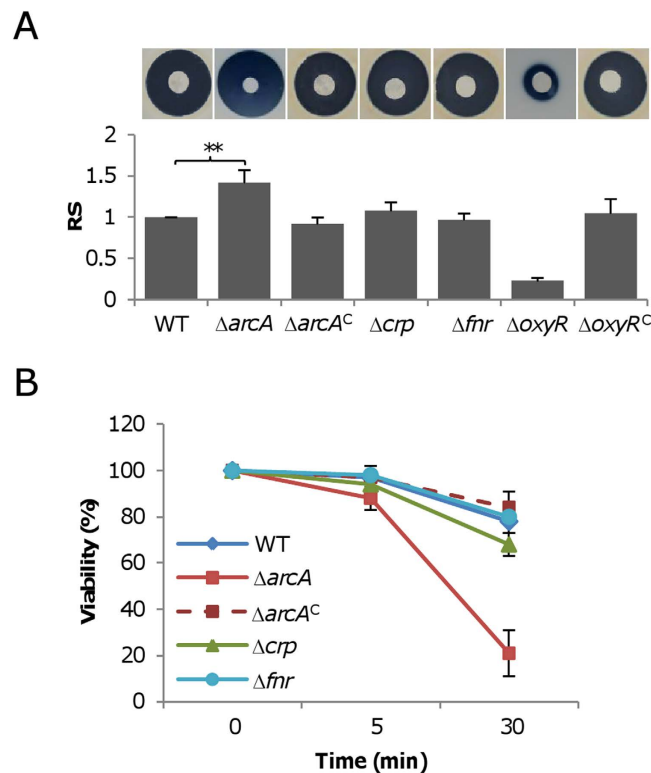 A
**
RS
2
1.5
1
0.5
0
WT ΔarcA ΔarcAᶜ Δcrp Δfnr ΔoxyR ΔoxyRᶜ
B
Viability (%)
120
100
80
60
40
20
0
WT
ΔarcA
ΔarcAᶜ
Δcrp
Δfnr
0 5 30
Time (min)